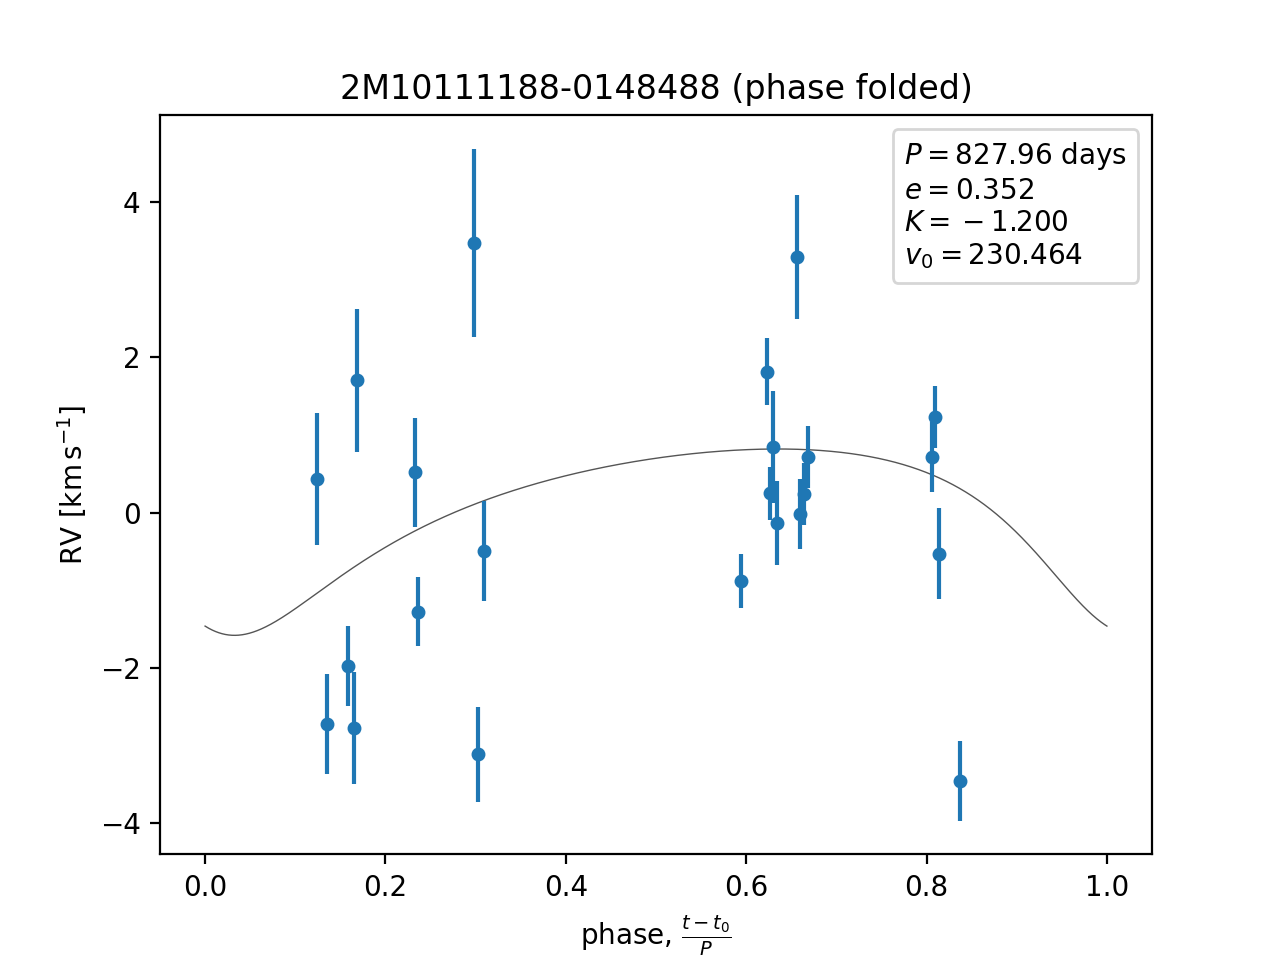 2M10111188-0148488 (phase folded)
P = 827.96 days
e = 0.352
K = −1.200
v₀ = 230.464
RV [km s⁻¹]
4
2
0
−2
−4
0.0 0.2 0.4 0.6 0.8 1.0
phase, (t − t₀)/P